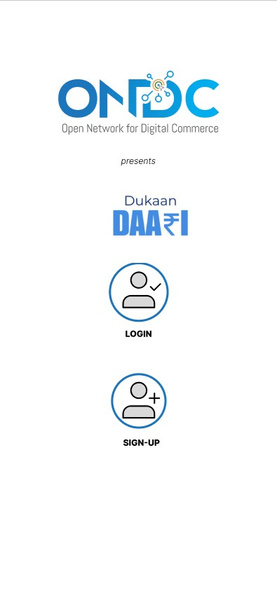 ONDC
Open Network for Digital Commerce
presents
Dukaan
DAA₹I
LOGIN
SIGN-UP